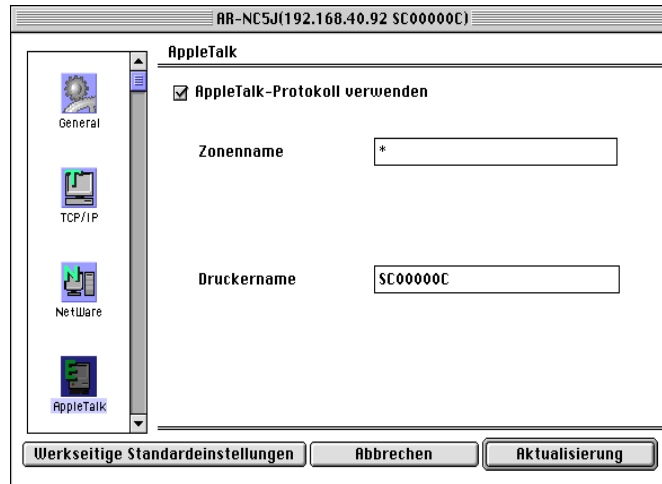 AR-NC5J(192.168.40.92 SC00000C)
General
TCP/IP
NetWare
AppleTalk
AppleTalk
AppleTalk-Protokoll verwenden
Zonenname
*
Druckername
SC00000C
Werkseitige Standardeinstellungen
Abbrechen
Aktualisierung